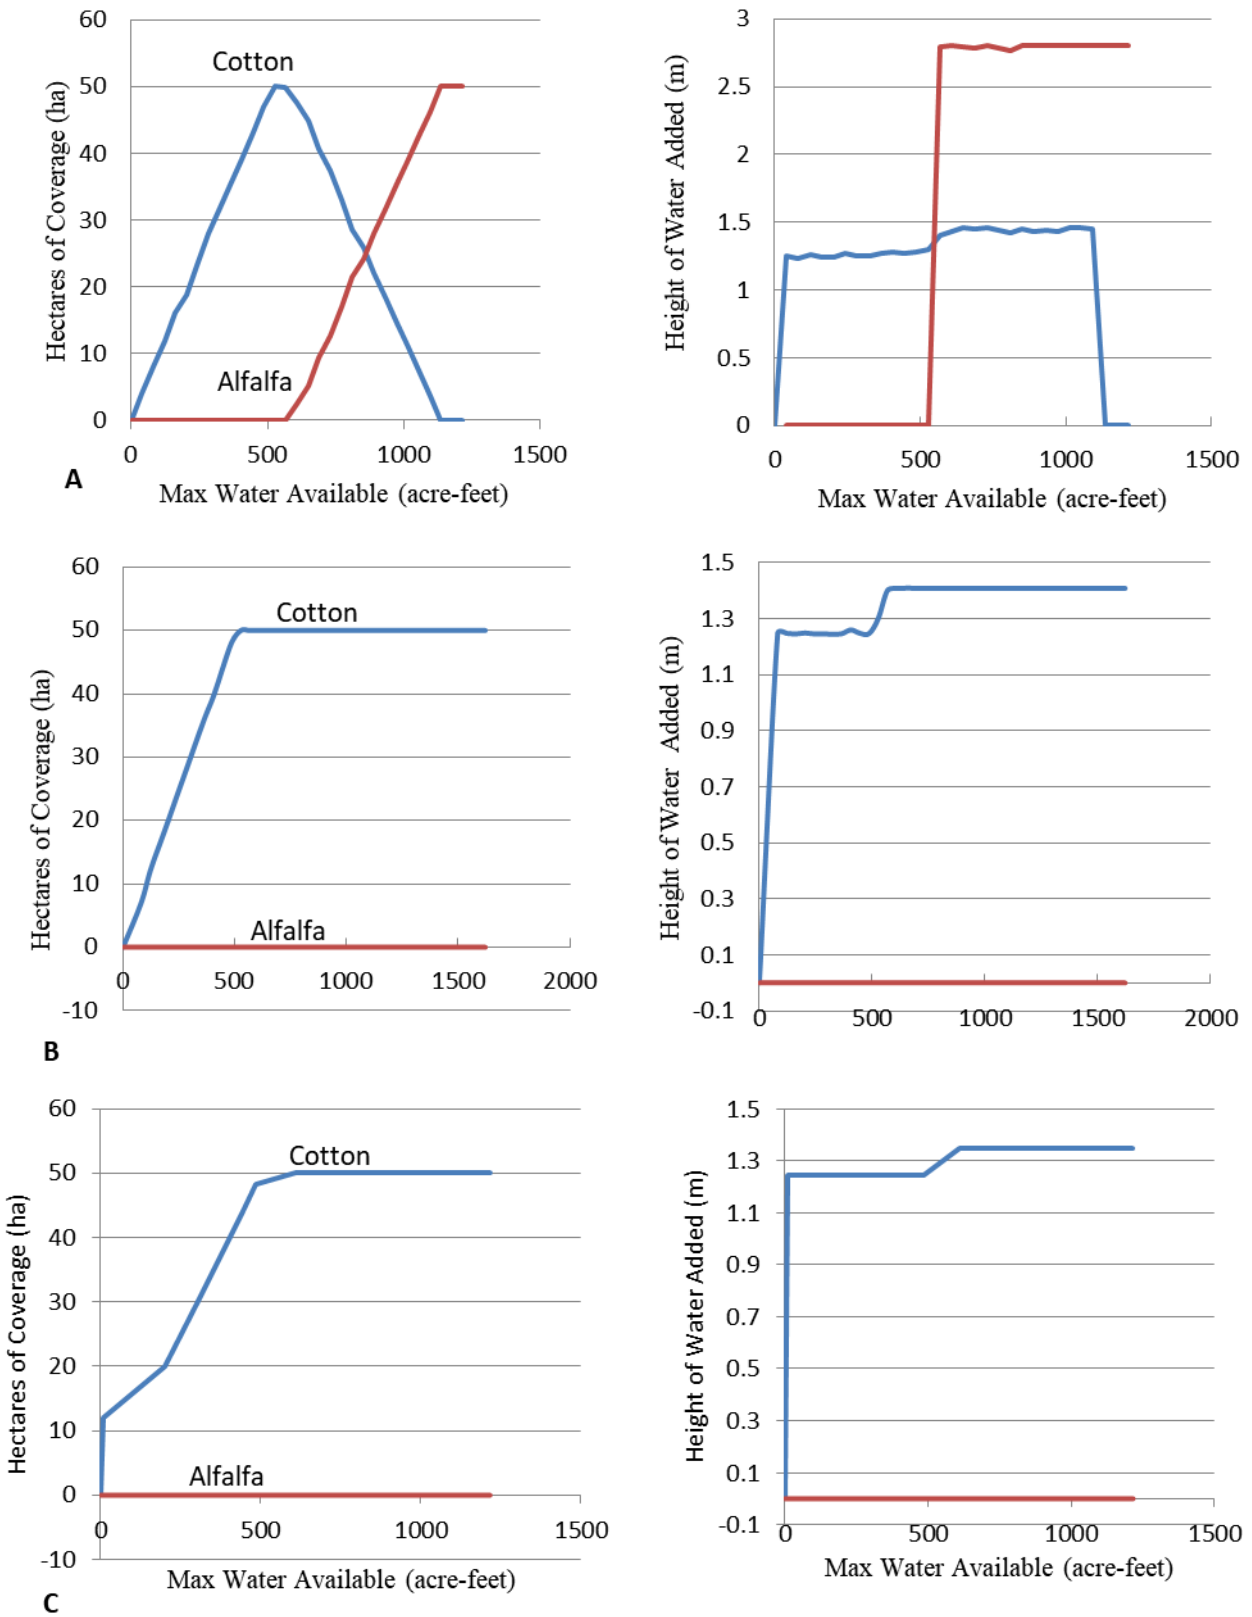 60
50
40
30
20
10
0
Hectares of Coverage (ha)
Cotton
Alfalfa
0 500 1000 1500
Max Water Available (acre-feet)
A
3
2.5
2
1.5
1
0.5
0
Height of Water Added (m)
0 500 1000 1500
Max Water Available (acre-feet)
60
50
40
30
20
10
0
-10
Hectares of Coverage (ha)
Cotton
Alfalfa
0 500 1000 1500 2000
B
1.5
1.3
1.1
0.9
0.7
0.5
0.3
0.1
-0.1
Height of Water Added (m)
0 500 1000 1500 2000
60
50
40
30
20
10
0
-10
Hectares of Coverage (ha)
Cotton
Alfalfa
0 500 1000 1500
Max Water Available (acre-feet)
C
1.5
1.3
1.1
0.9
0.7
0.5
0.3
0.1
-0.1
Height of Water Added (m)
0 500 1000 1500
Max Water Available (acre-feet)